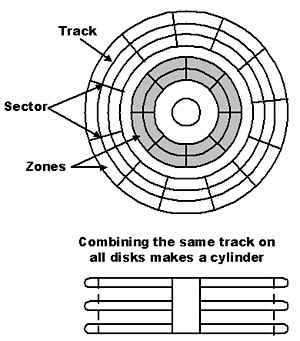 Track
Sector
Zones
Combining the same track on
all disks makes a cylinder